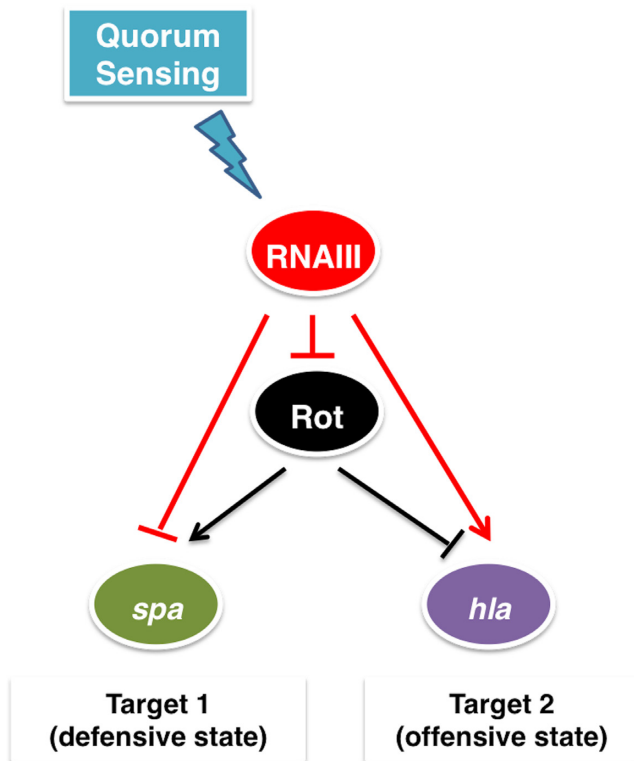 Quorum
Sensing
RNAIII
Rot
spa
hla
Target 1
(defensive state)
Target 2
(offensive state)